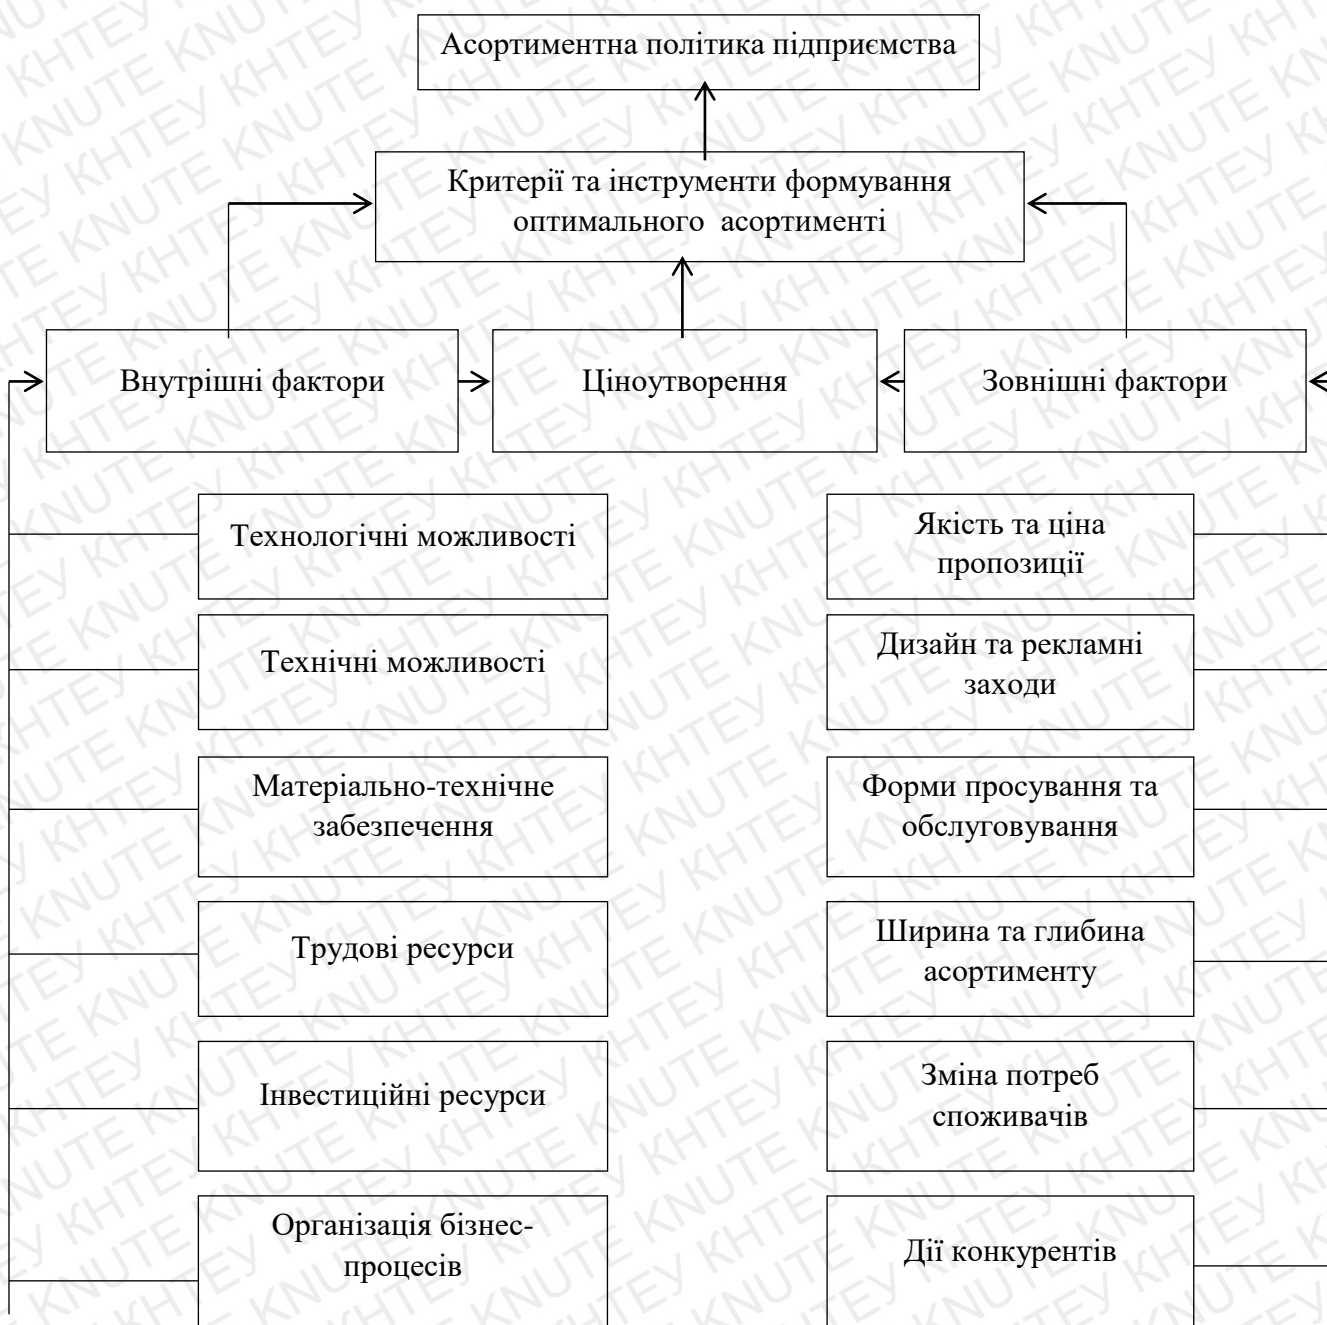 Асортиментна політика підприємства
Критерії та інструменти формування
оптимального асортименті
Внутрішні фактори
Ціноутворення
Зовнішні фактори
Технологічні можливості
Якість та ціна
пропозиції
Технічні можливості
Дизайн та рекламні
заходи
Матеріально-технічне
забезпечення
Форми просування та
обслуговування
Трудові ресурси
Ширина та глибина
асортименту
Інвестиційні ресурси
Зміна потреб
споживачів
Організація бізнес-
процесів
Дії конкурентів